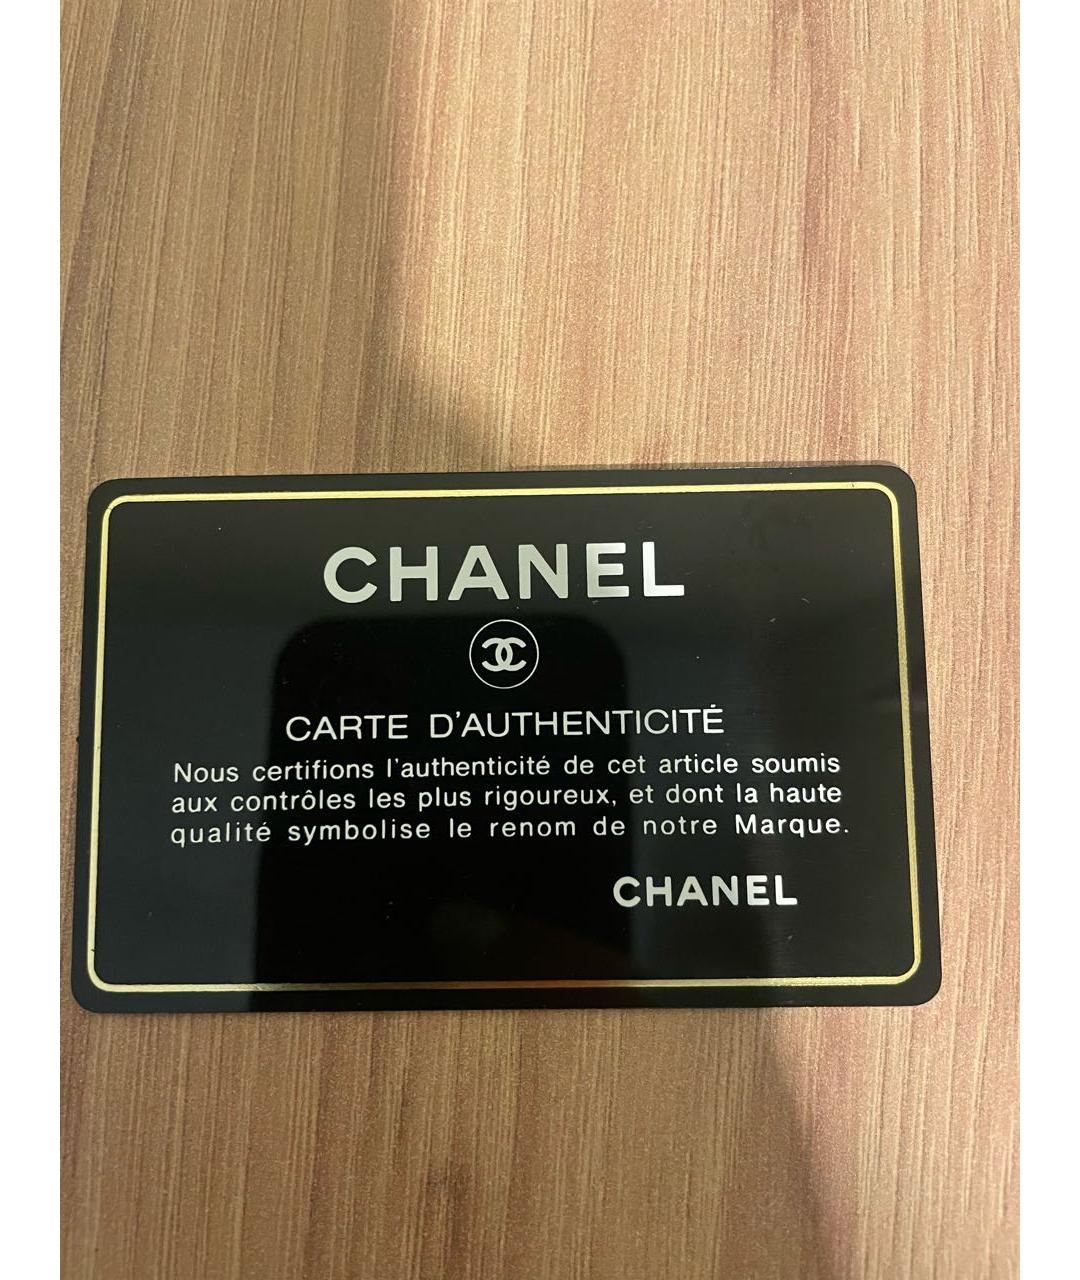 CHANEL
CARTE D'AUTHENTICITÉ
Nous certifions l'authenticité de cet article soumis
aux contrôles les plus rigoureux, et dont la haute
qualité symbolise le renom de notre Marque.
CHANEL